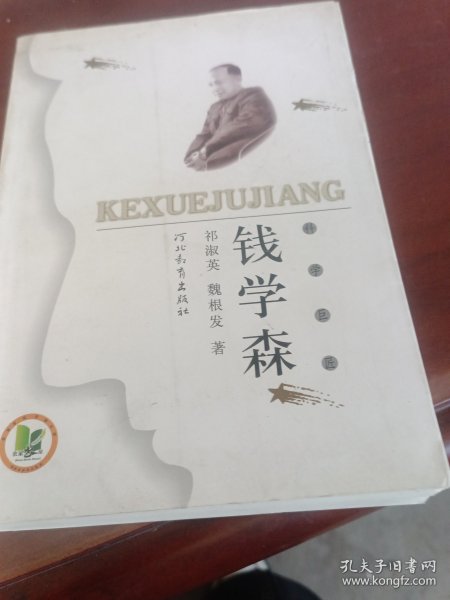 KEXUEJUJIANG
科学巨匠
钱学森
祁淑英 魏根发 著
河北教育出版社
孔夫子旧书网
www.kongfz.com